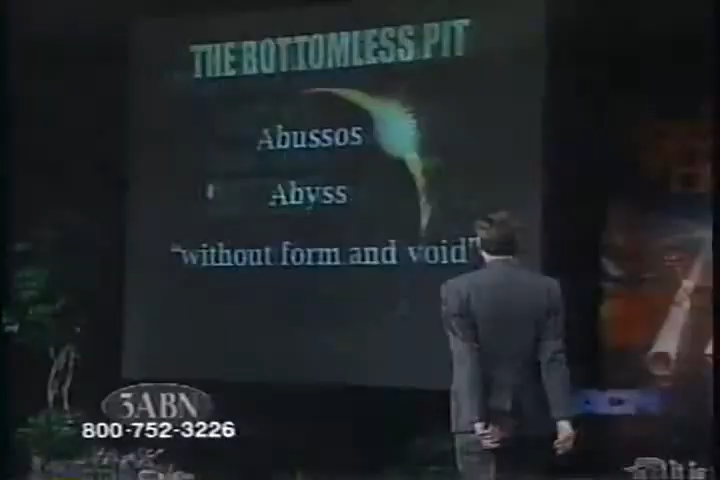 THE BOTTOMLESS PIT
Abussos
Abyss
"without form and void"
3ABN
800-752-3226